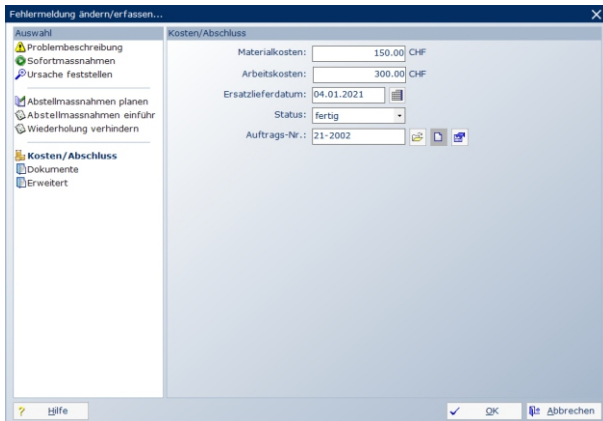 Fehlermeldung ändern/erfassen...
Auswahl
Problembeschreibung
Sofortmassnahmen
Ursache feststellen
Abstellmassnahmen planen
Abstellmassnahmen einführ
Wiederholung verhindern
Kosten/Abschluss
Dokumente
Erweitert
Kosten/Abschluss
Materialkosten: 150.00 CHF
Arbeitskosten: 300.00 CHF
Ersatzlieferdatum: 04.01.2021
Status: fertig
Auftrags-Nr.: 21-2002
Hilfe
OK
Abbrechen